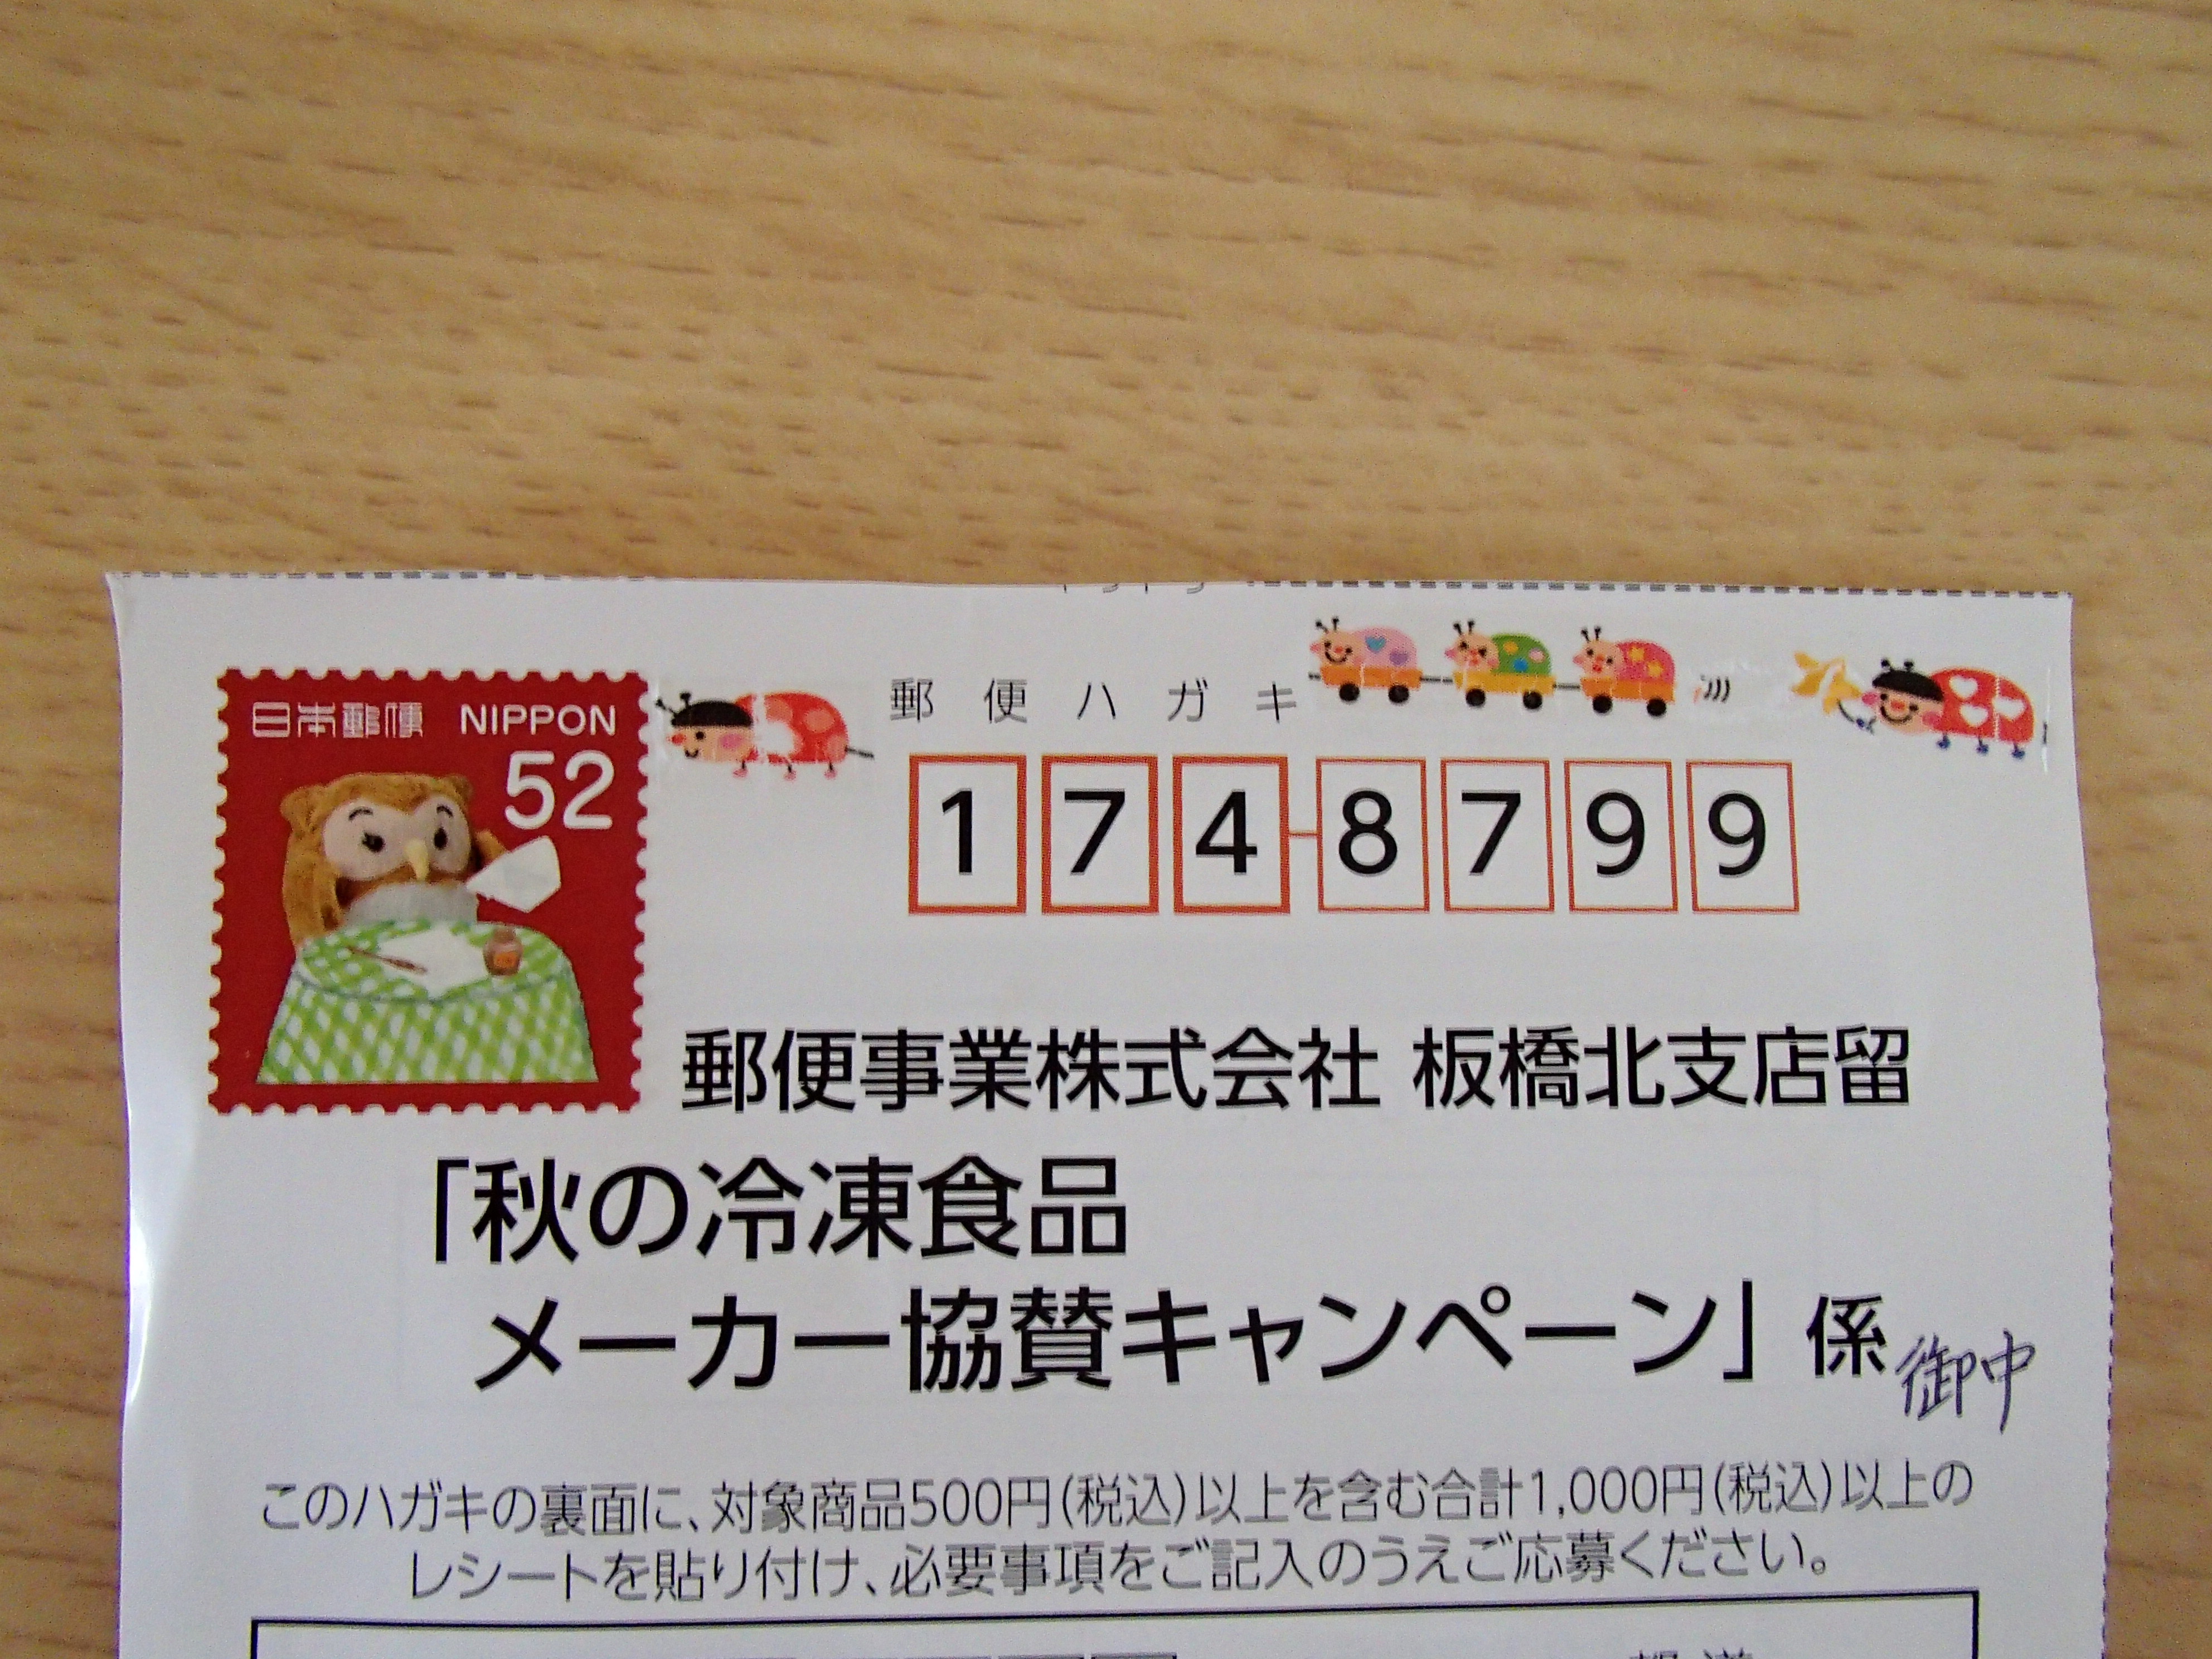 日本郵便 NIPPON
52
郵便ハガキ
174-8799
郵便事業株式会社 板橋北支店留
「秋の冷凍食品
メーカー協賛キャンペーン」係 御中
このハガキの裏面に、対象商品500円(税込)以上を含む合計1,000円(税込)以上の
レシートを貼り付け、必要事項をご記入のうえご応募ください。